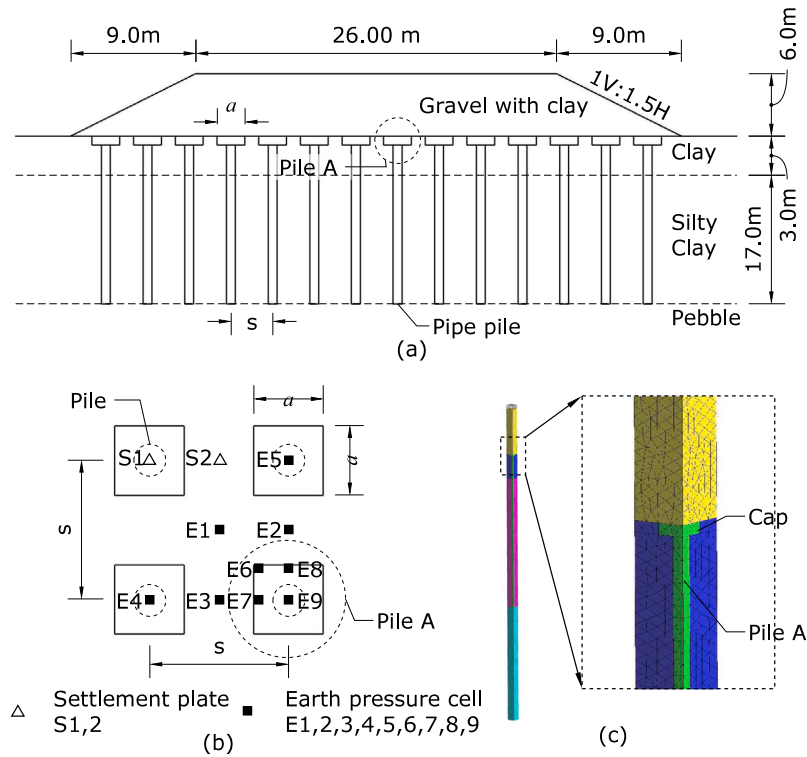 9.0m 26.00 m 9.0m 6.0m
1V:1.5H
a
Gravel with clay
Pile A
Clay
3.0m
Silty
Clay
17.0m
s
Pipe pile
Pebble
(a)
Pile
a
S1 S2 E5
a
s
E1 E2
E6 E8
E4 E3 E7 E9
Pile A
s
Settlement plate
S1,2
Earth pressure cell
E1,2,3,4,5,6,7,8,9
(b)
Cap
Pile A
(c)